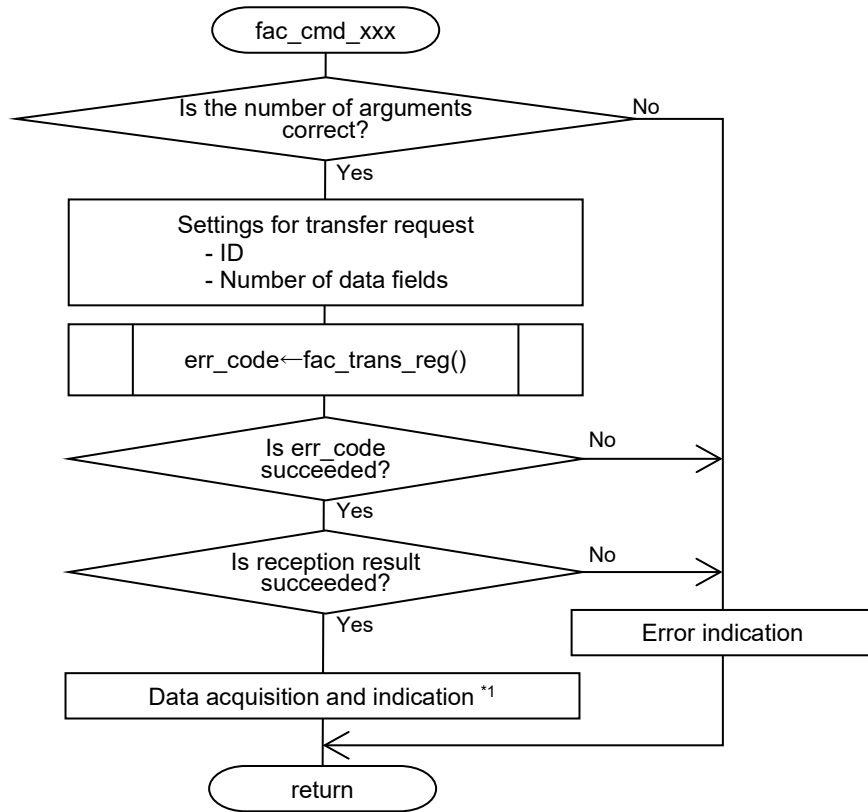 fac_cmd_xxx
Is the number of arguments
correct?
No
Yes
Settings for transfer request
- ID
- Number of data fields
err_code←fac_trans_reg()
Is err_code
succeeded?
No
Yes
Is reception result
succeeded?
No
Yes
Error indication
Data acquisition and indication *1
return